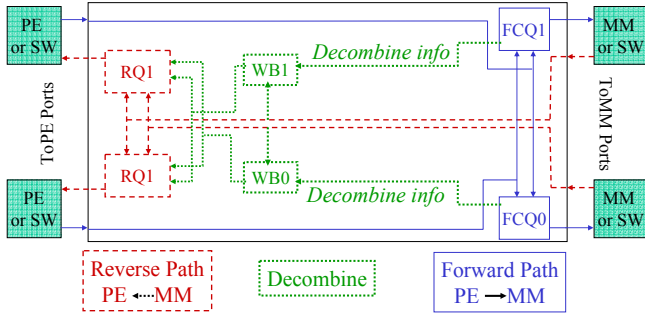 PE
or SW
FCQ1
MM
or SW
Decombine info
RQ1
WB1
ToPE Ports
ToMM Ports
RQ1
WB0
Decombine info
PE
or SW
FCQ0
MM
or SW
Reverse Path
PE MM
Decombine
Forward Path
PE MM